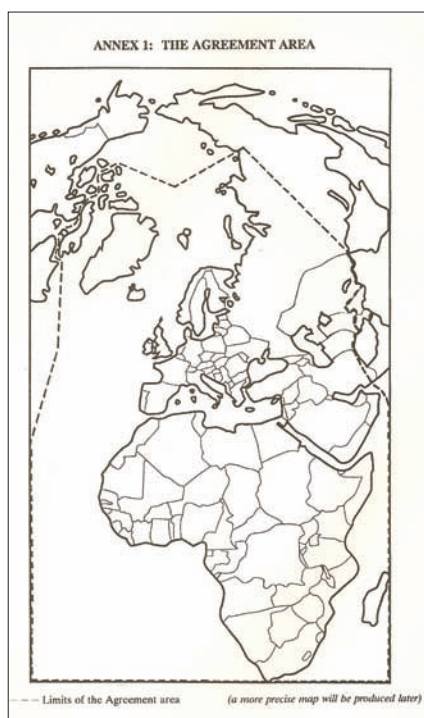 ANNEX 1: THE AGREEMENT AREA
Limits of the Agreement area (a more precise map will be produced later)